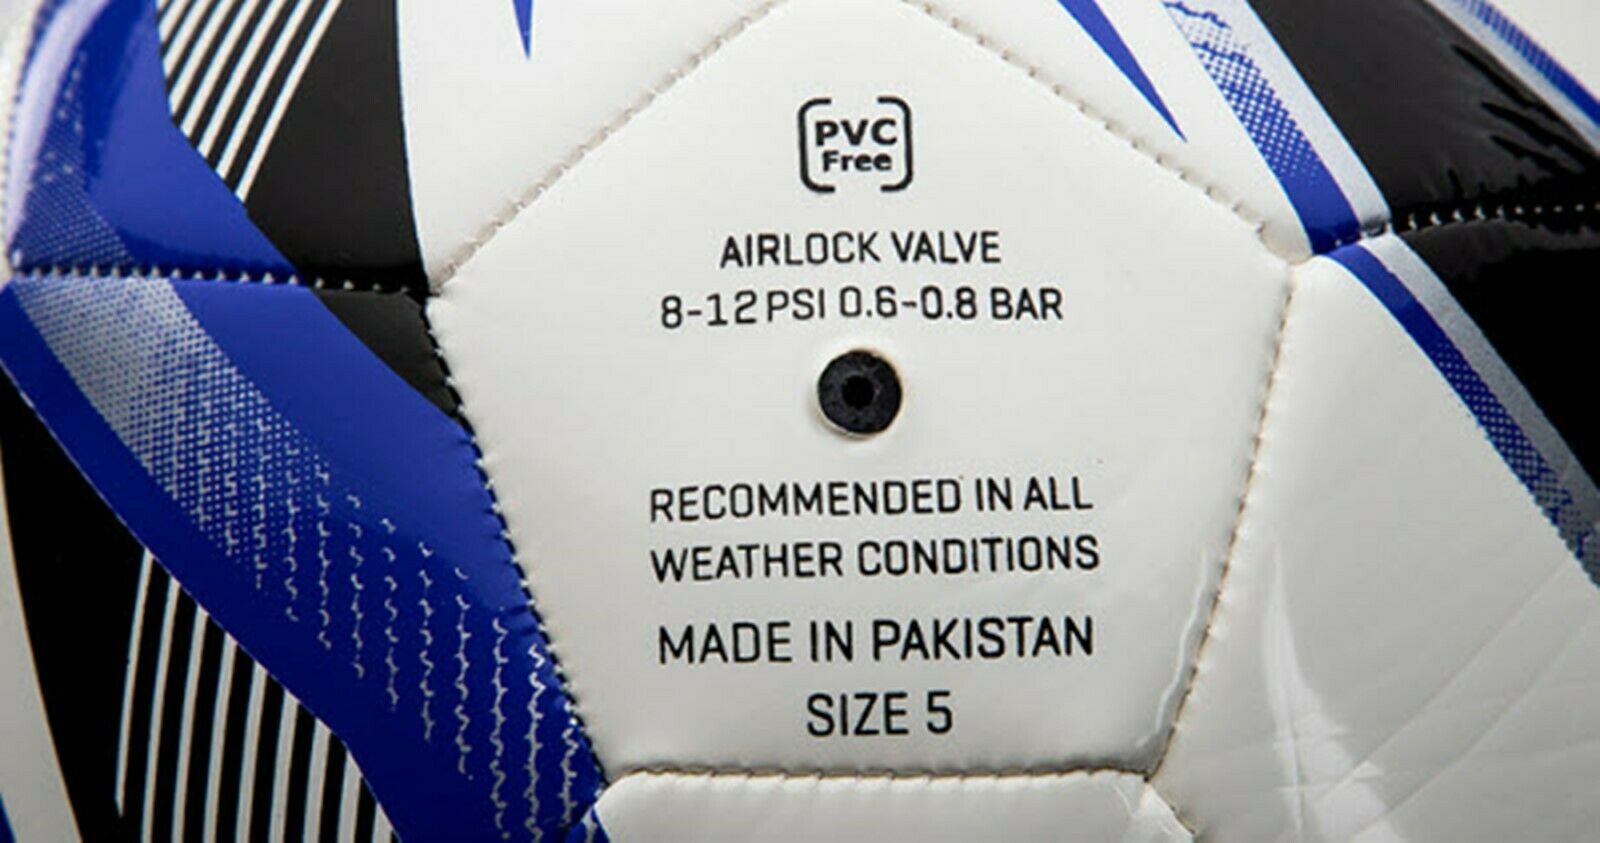 PVC
Free
AIRLOCK VALVE
8-12 PSI 0.6-0.8 BAR
RECOMMENDED IN ALL
WEATHER CONDITIONS
MADE IN PAKISTAN
SIZE 5